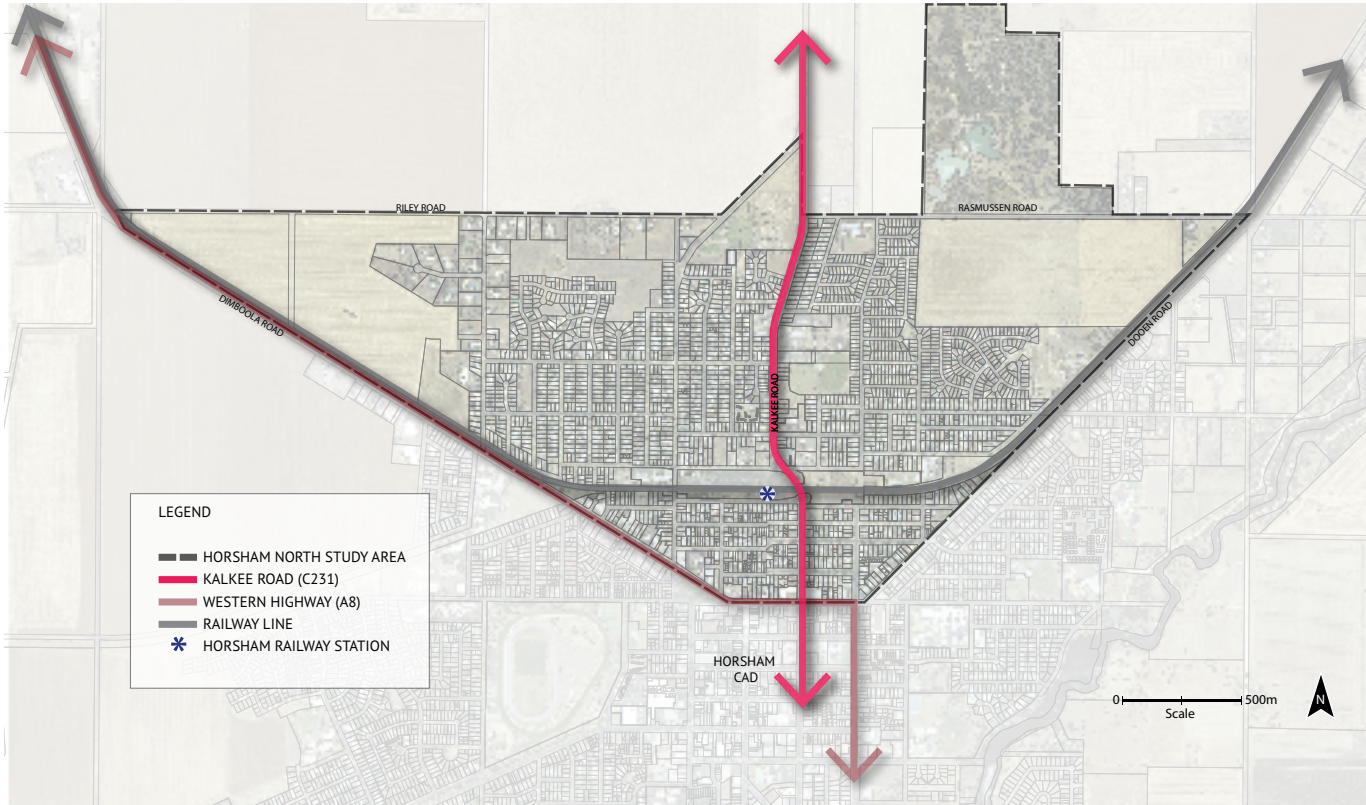 RILEY ROAD
RASMUSSEN ROAD
DIMBOOLA ROAD
DOOEN ROAD
KALKEE ROAD
LEGEND
HORSHAM NORTH STUDY AREA
KALKEE ROAD (C231)
WESTERN HIGHWAY (A8)
RAILWAY LINE
HORSHAM RAILWAY STATION
HORSHAM
CAD
0 500m
Scale
N